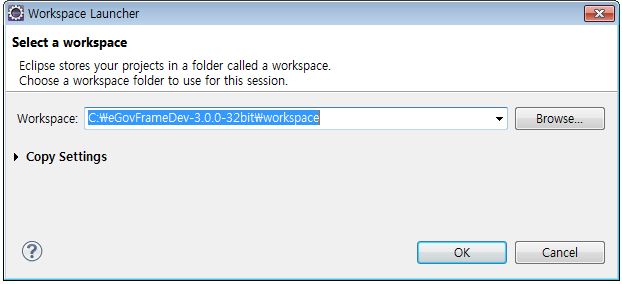 Workspace Launcher
Select a workspace
Eclipse stores your projects in a folder called a workspace.
Choose a workspace folder to use for this session.
Workspace: C:₩eGovFrameDev-3.0.0-32bit₩workspace Browse...
Copy Settings
? OK Cancel